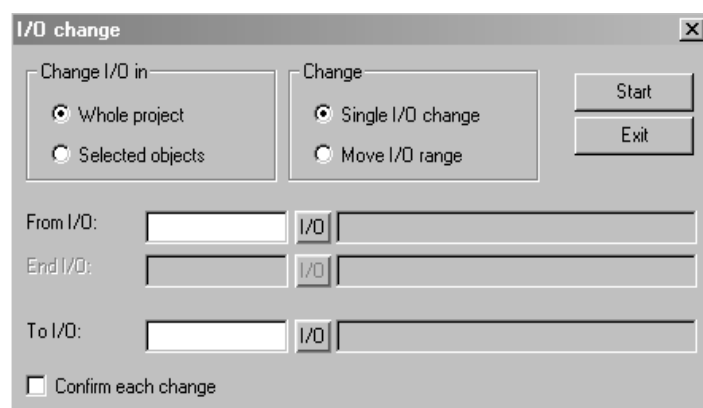 I/O change
Change I/O in
Change
Whole project
Single I/O change
Start
Selected objects
Move I/O range
Exit
From I/O:
I/O
End I/O:
I/O
To I/O:
I/O
Confirm each change